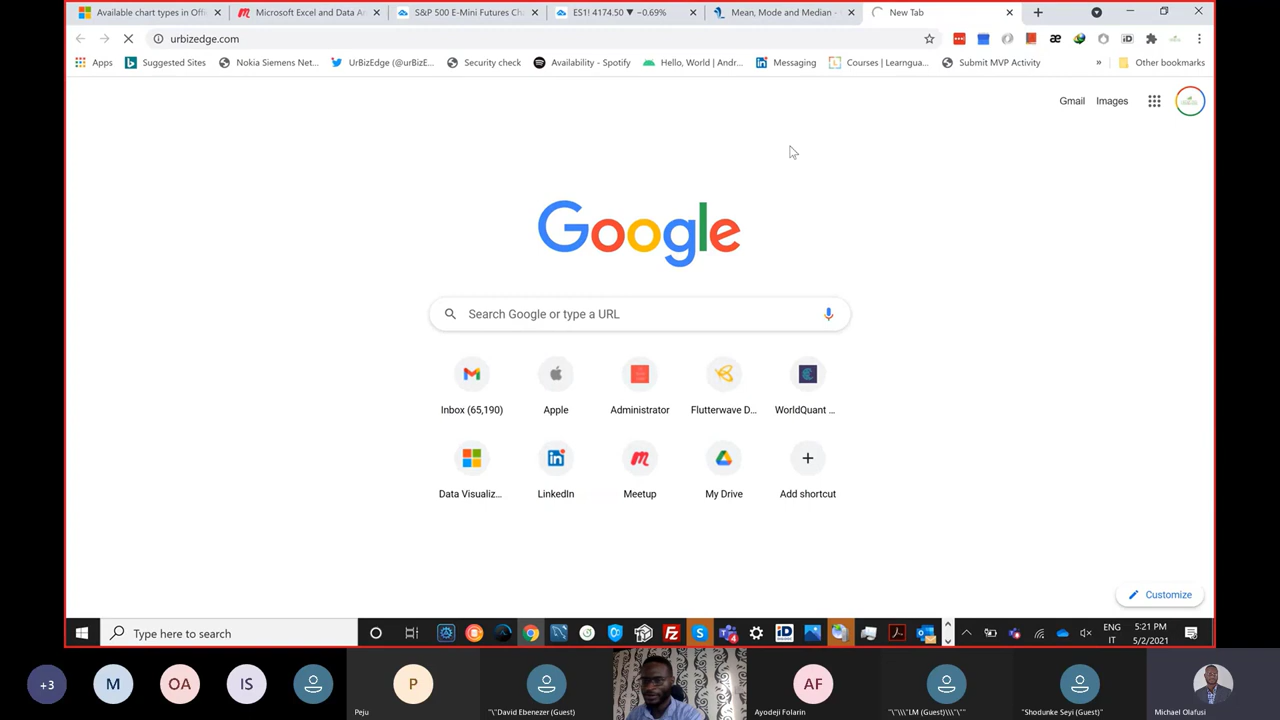 Available chart types in Offi
Microsoft Excel and Data An
S&P 500 E-Mini Futures Cha
ES1! 4174.50 ▼ −0.69%
Mean, Mode and Median -
New Tab
urbizedge.com
Apps
Suggested Sites
Nokia Siemens Net...
UrBizEdge (@urBizE...
Security check
Availability - Spotify
Hello, World | Andr...
Messaging
Courses | Learngua...
Submit MVP Activity
»
Other bookmarks
Gmail
Images
Google
Search Google or type a URL
Inbox (65,190)
Apple
Administrator
Flutterwave D...
WorldQuant ...
Data Visualiz...
LinkedIn
Meetup
My Drive
Add shortcut
Customize
Type here to search
ENG
IT
5:21 PM
5/2/2021
+3
M
OA
IS
P
Peju
"\"David Ebenezer (Guest)
AF
Ayodeji Folarin
"\"\\\"LM (Guest)\\\"\""
"Shodunke Seyi (Guest)"
Michael Olafusi